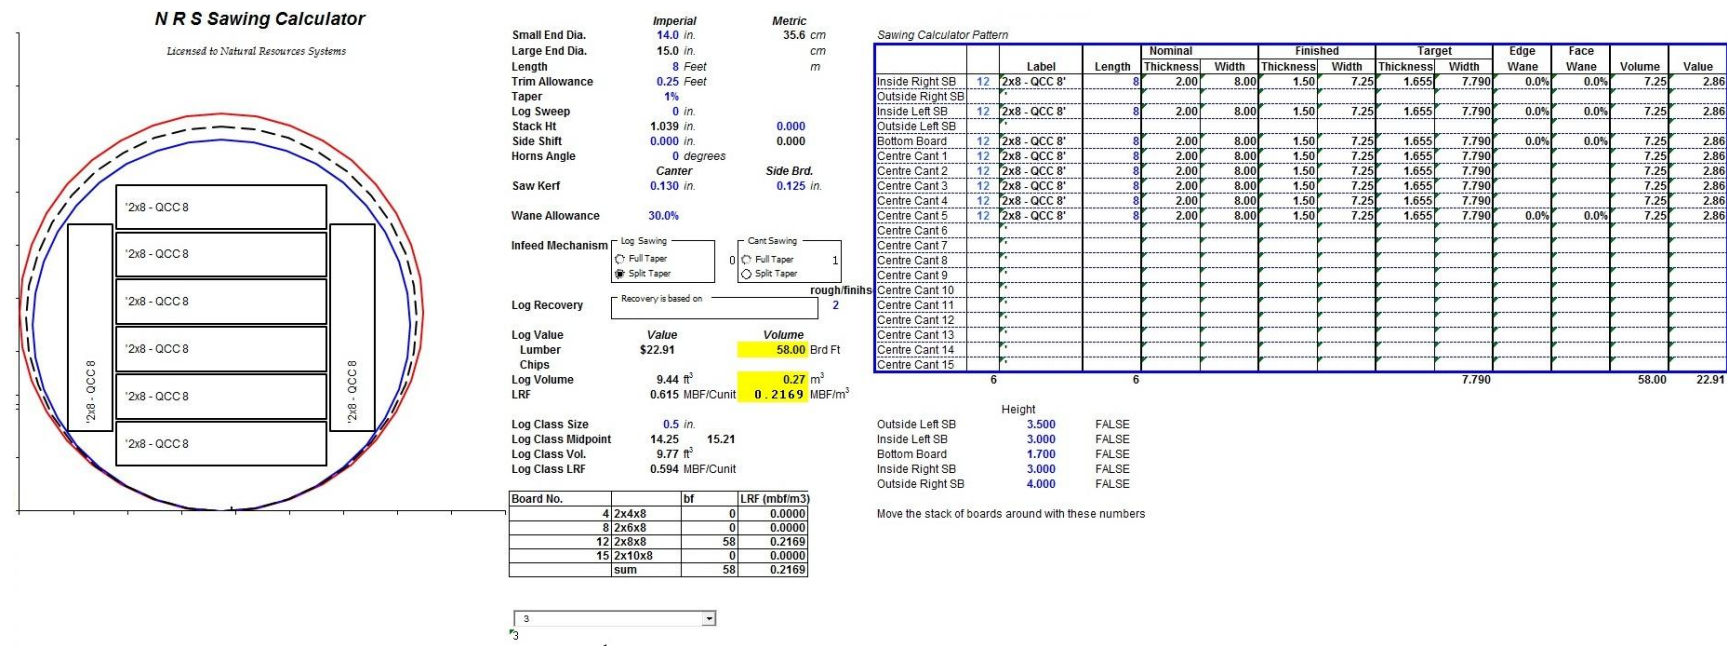 N R S Sawing Calculator
Licensed to Natural Resources Systems
'2x8 - QCC 8
'2x8 - QCC 8
'2x8 - QCC 8
'2x8 - QCC 8
'2x8 - QCC 8
'2x8 - QCC 8
'2x8 - QCC 8
'2x8 - QCC 8
Imperial Metric
Small End Dia. 14.0 in. 35.6 cm
Large End Dia. 15.0 in. cm
Length 8 Feet m
Trim Allowance 0.25 Feet
Taper 1%
Log Sweep 0 in.
Stack Ht 1.039 in. 0.000
Side Shift 0.000 in. 0.000
Horns Angle 0 degrees
Canter Side Brd.
Saw Kerf 0.130 in. 0.125 in.
Wane Allowance 30.0%
Infeed Mechanism Log Sawing Cant Sawing
Full Taper 0 Full Taper 1
Split Taper Split Taper
rough/finihs
Log Recovery Recovery is based on 2
Log Value Value Volume
Lumber $22.91 58.00 Brd Ft
Chips
Log Volume 9.44 ft3 0.27 m3
LRF 0.615 MBF/Cunit 0.2169 MBF/m3
Log Class Size 0.5 in.
Log Class Midpoint 14.25 15.21
Log Class Vol. 9.77 ft3
Log Class LRF 0.594 MBF/Cunit
Board No. bf LRF (mbf/m3)
4 2x4x8 0 0.0000
8 2x6x8 0 0.0000
12 2x8x8 58 0.2169
15 2x10x8 0 0.0000
sum 58 0.2169
3
3
Sawing Calculator Pattern
Nominal Finished Target Edge Face
Label Length Thickness Width Thickness Width Thickness Width Wane Wane Volume Value
Inside Right SB 12 2x8 - QCC 8' 8 2.00 8.00 1.50 7.25 1.655 7.790 0.0% 0.0% 7.25 2.86
Outside Right SB '
Inside Left SB 12 2x8 - QCC 8' 8 2.00 8.00 1.50 7.25 1.655 7.790 0.0% 0.0% 7.25 2.86
Outside Left SB '
Bottom Board 12 2x8 - QCC 8' 8 2.00 8.00 1.50 7.25 1.655 7.790 0.0% 0.0% 7.25 2.86
Centre Cant 1 12 2x8 - QCC 8' 8 2.00 8.00 1.50 7.25 1.655 7.790 7.25 2.86
Centre Cant 2 12 2x8 - QCC 8' 8 2.00 8.00 1.50 7.25 1.655 7.790 7.25 2.86
Centre Cant 3 12 2x8 - QCC 8' 8 2.00 8.00 1.50 7.25 1.655 7.790 7.25 2.86
Centre Cant 4 12 2x8 - QCC 8' 8 2.00 8.00 1.50 7.25 1.655 7.790 7.25 2.86
Centre Cant 5 12 2x8 - QCC 8' 8 2.00 8.00 1.50 7.25 1.655 7.790 0.0% 0.0% 7.25 2.86
Centre Cant 6 '
Centre Cant 7 '
Centre Cant 8 '
Centre Cant 9 '
Centre Cant 10 '
Centre Cant 11 '
Centre Cant 12 '
Centre Cant 13 '
Centre Cant 14 '
Centre Cant 15 '
6 6 7.790 58.00 22.91
Height
Outside Left SB 3.500 FALSE
Inside Left SB 3.000 FALSE
Bottom Board 1.700 FALSE
Inside Right SB 3.000 FALSE
Outside Right SB 4.000 FALSE
Move the stack of boards around with these numbers